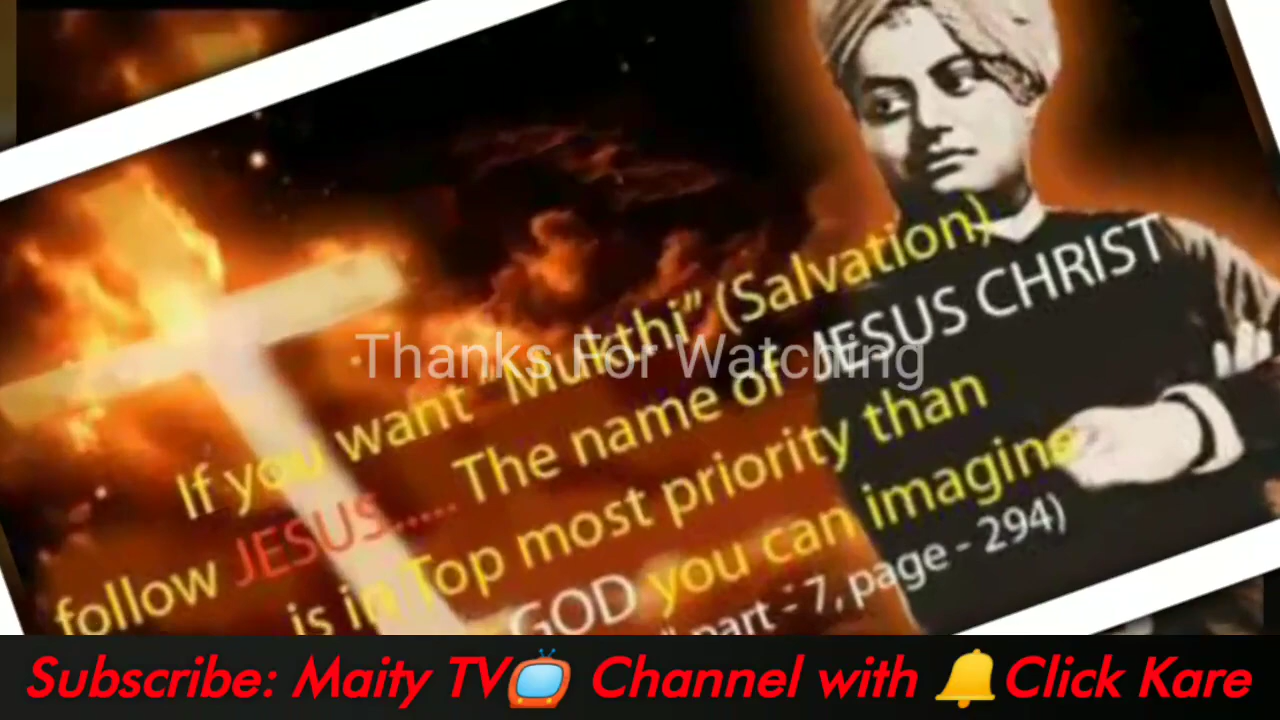 If you want "Mukthi" (Salvation)
follow JESUS...... The name of JESUS CHRIST
is in Top most priority than
GOD you can imagine
" part - 7, page - 294)
Thanks For Watching
Subscribe: Maity TV📺 Channel with 🔔Click Kare